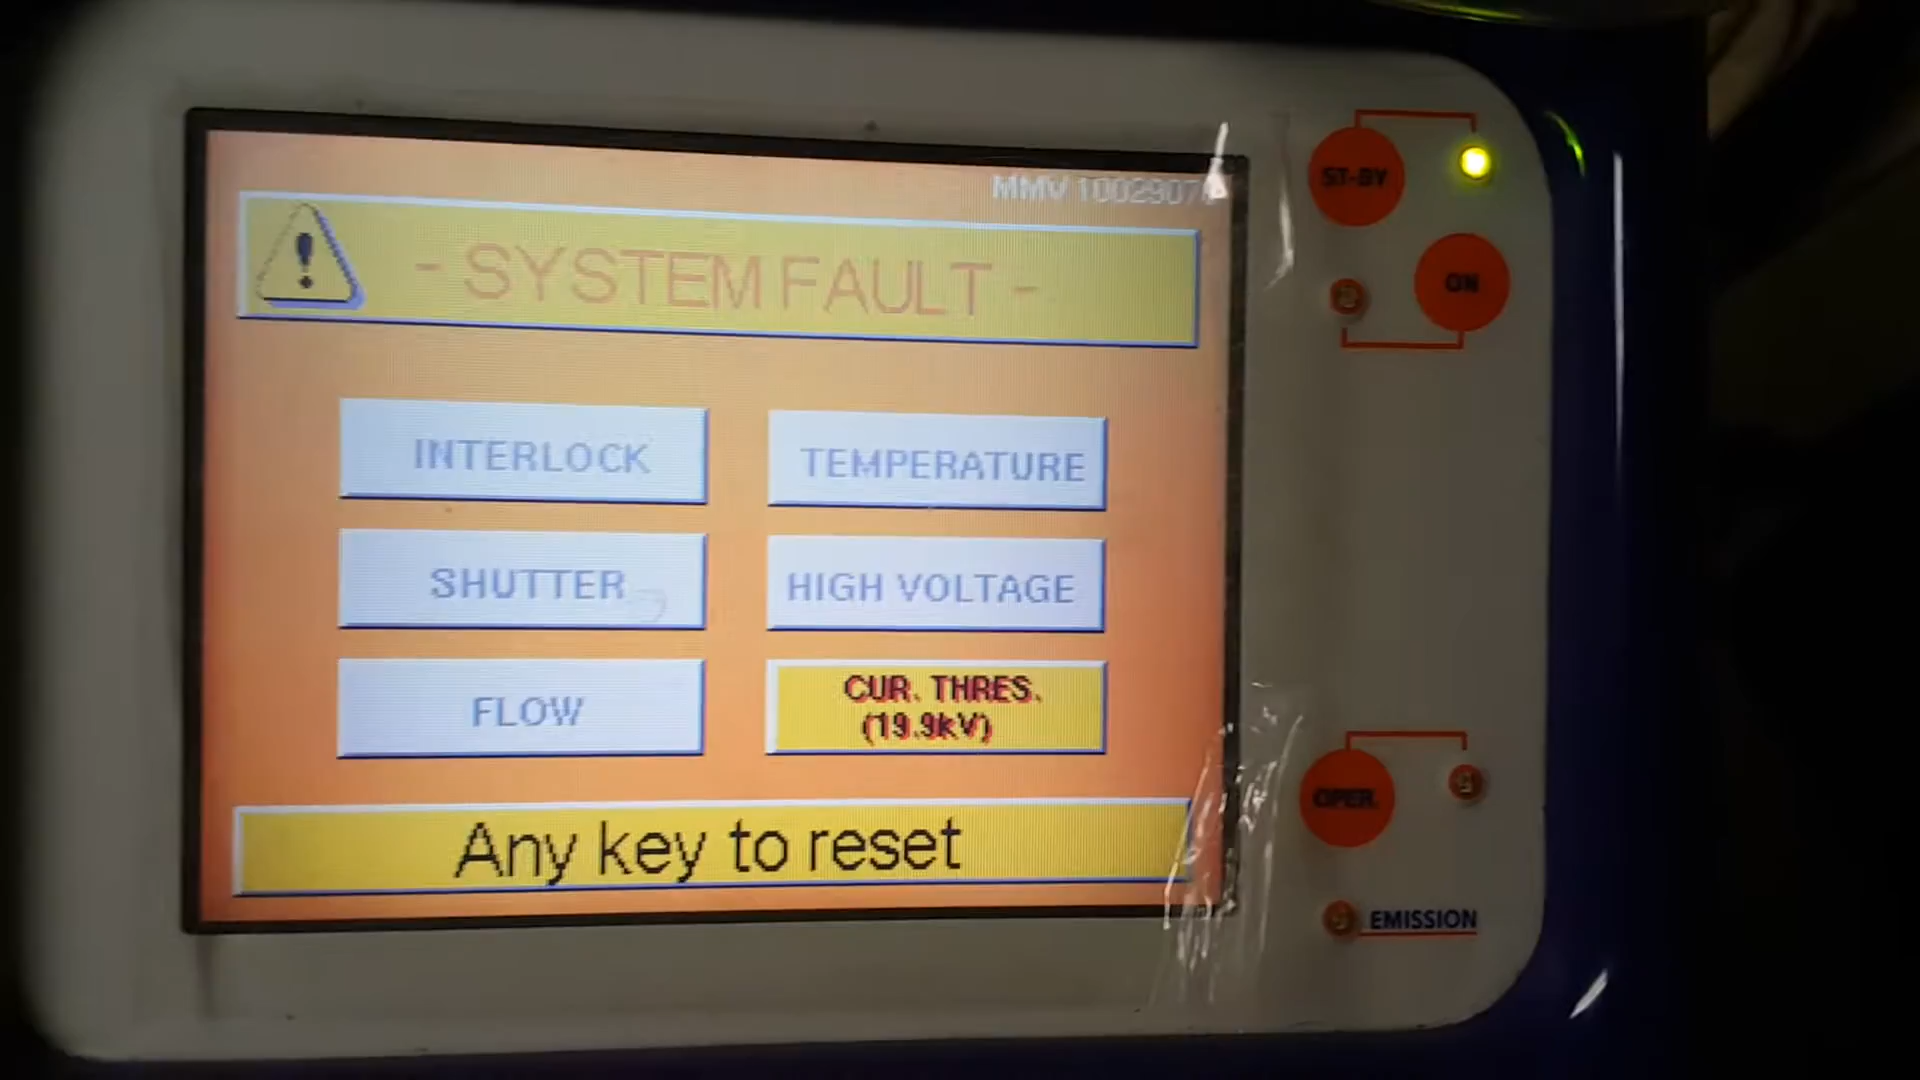 - SYSTEM FAULT -
INTERLOCK
TEMPERATURE
SHUTTER
HIGH VOLTAGE
FLOW
CUR. THRES.
(19.9kV)
Any key to reset
ST-BY
ON
OPER.
EMISSION
MMV